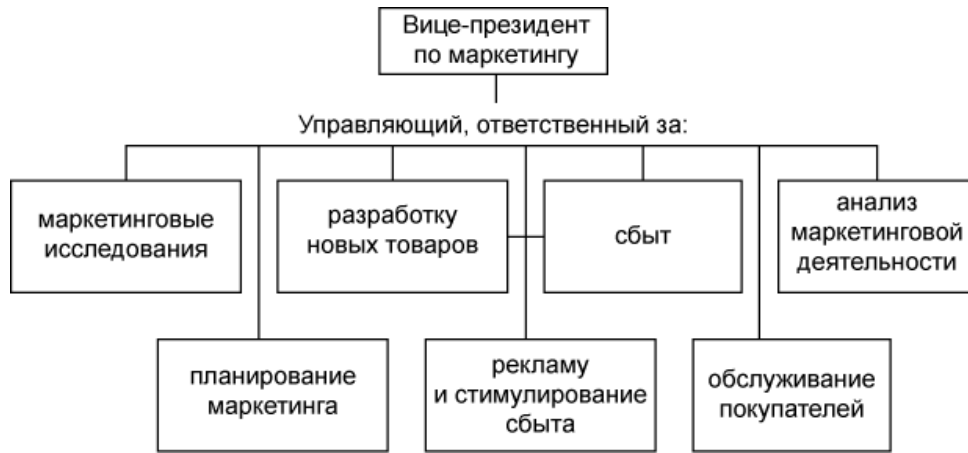 Вице-президент
по маркетингу
Управляющий, ответственный за:
маркетинговые
исследования
разработку
новых товаров
сбыт
анализ
маркетинговой
деятельности
планирование
маркетинга
рекламу
и стимулирование
сбыта
обслуживание
покупателей